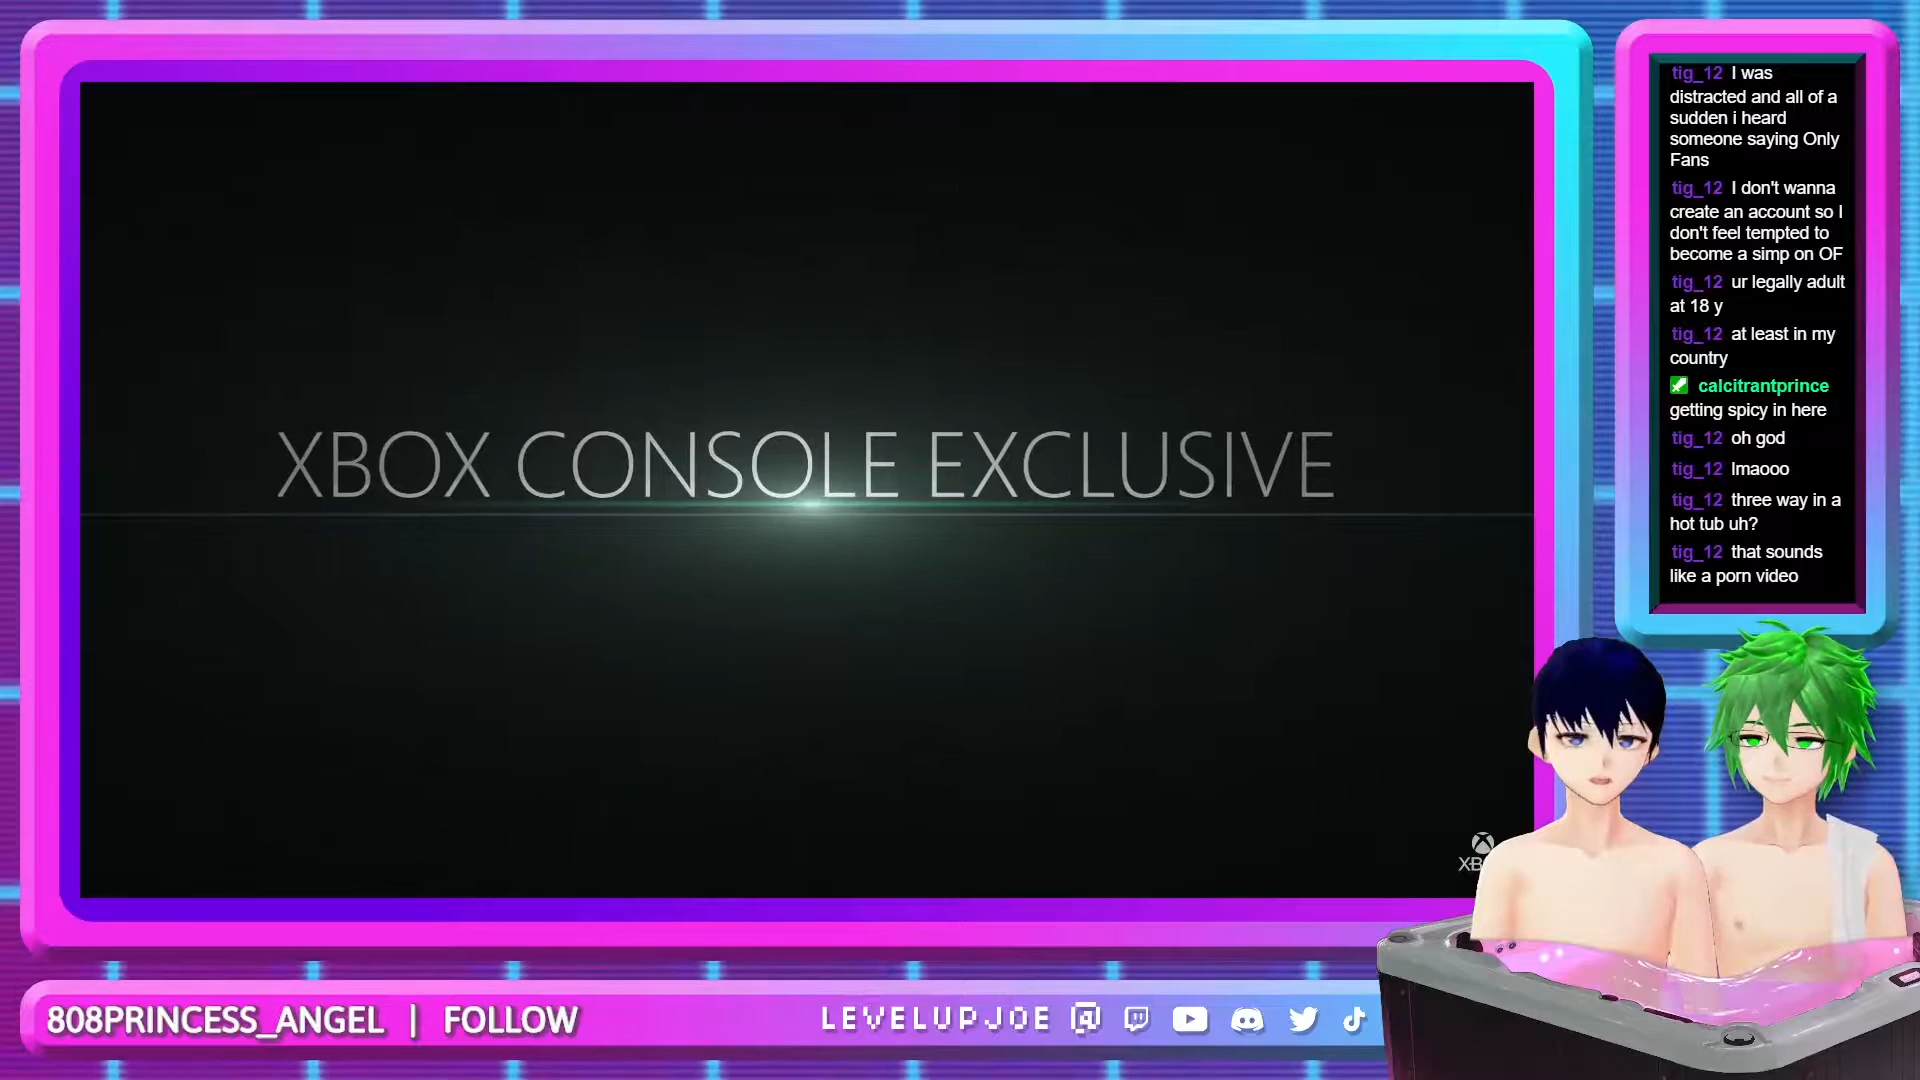 XBOX CONSOLE EXCLUSIVE
tig_12 I was
distracted and all of a
sudden i heard
someone saying Only
Fans
tig_12 I don't wanna
create an account so I
don't feel tempted to
become a simp on OF
tig_12 ur legally adult
at 18 y
tig_12 at least in my
country
calcitrantprince
getting spicy in here
tig_12 oh god
tig_12 lmaooo
tig_12 three way in a
hot tub uh?
tig_12 that sounds
like a porn video
808PRINCESS_ANGEL | FOLLOW
LEVELUPJOE @